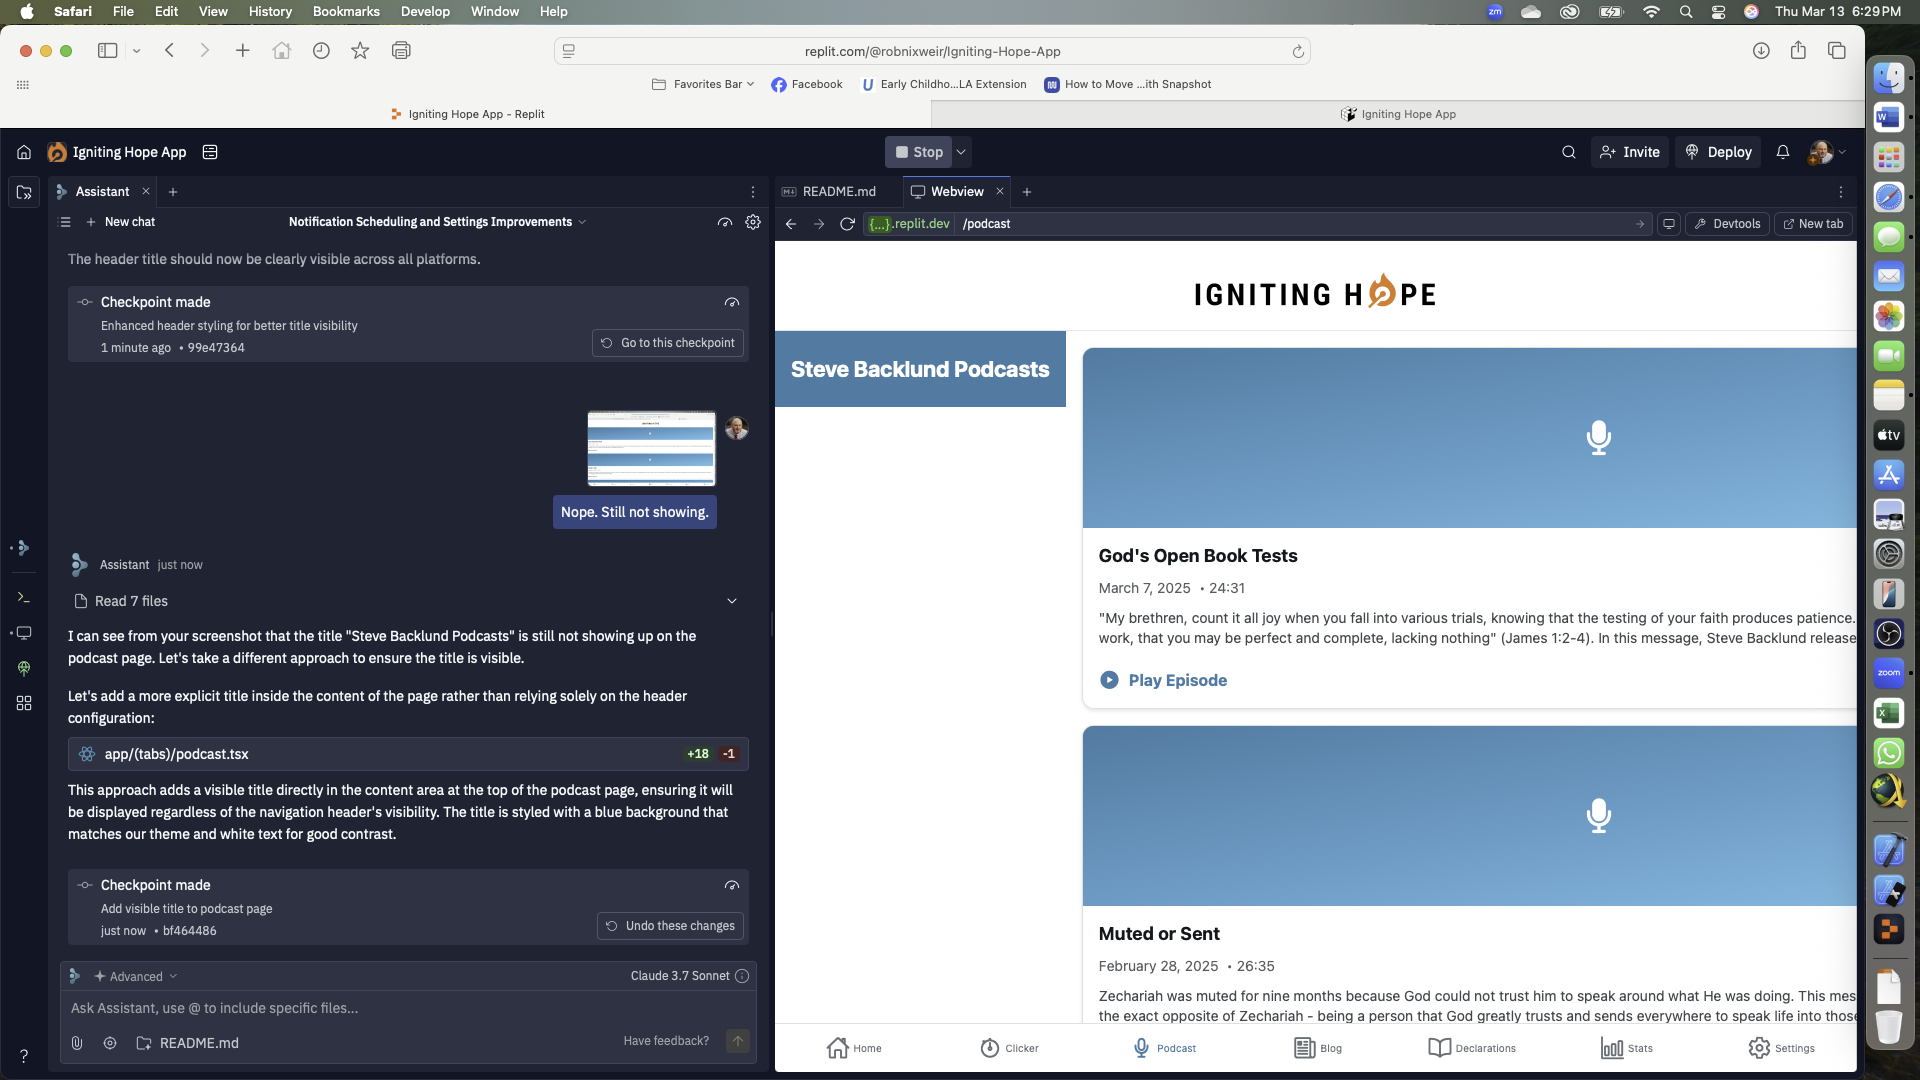 Safari File Edit View History Bookmarks Develop Window Help
zm
Thu Mar 13 6:29 PM
replit.com/@robnixweir/Igniting-Hope-App
Favorites Bar
Facebook
Early Childho...LA Extension
How to Move ...ith Snapshot
Igniting Hope App - Replit
Igniting Hope App
Igniting Hope App
Stop
Invite
Deploy
Assistant
New chat
Notification Scheduling and Settings Improvements
The header title should now be clearly visible across all platforms.
Checkpoint made
Enhanced header styling for better title visibility
1 minute ago • 99e47364
Go to this checkpoint
Nope. Still not showing.
Assistant just now
Read 7 files
I can see from your screenshot that the title "Steve Backlund Podcasts" is still not showing up on the
podcast page. Let's take a different approach to ensure the title is visible.
Let's add a more explicit title inside the content of the page rather than relying solely on the header
configuration:
app/(tabs)/podcast.tsx
+18 -1
This approach adds a visible title directly in the content area at the top of the podcast page, ensuring it will
be displayed regardless of the navigation header's visibility. The title is styled with a blue background that
matches our theme and white text for good contrast.
Checkpoint made
Add visible title to podcast page
just now • bf464486
Undo these changes
Advanced
Claude 3.7 Sonnet
Ask Assistant, use @ to include specific files...
README.md
Have feedback?
README.md
Webview
{...}.replit.dev
/podcast
Devtools
New tab
IGNITING HOPE
Steve Backlund Podcasts
God's Open Book Tests
March 7, 2025 • 24:31
"My brethren, count it all joy when you fall into various trials, knowing that the testing of your faith produces patience.
work, that you may be perfect and complete, lacking nothing" (James 1:2-4). In this message, Steve Backlund release
Play Episode
Muted or Sent
February 28, 2025 • 26:35
Zechariah was muted for nine months because God could not trust him to speak around what He was doing. This mes
the exact opposite of Zechariah - being a person that God greatly trusts and sends everywhere to speak life into those
Home
Clicker
Podcast
Blog
Declarations
Stats
Settings
tv
zoom